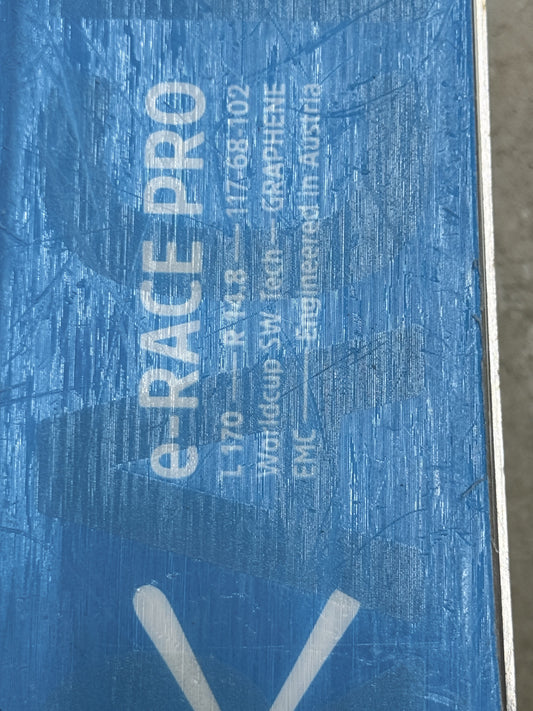 e-RACE PRO
L 170 — R 14.8 — 117 68 102
Worldcup SW Tech — GRAPHENE
EMC — Engineered in Austria